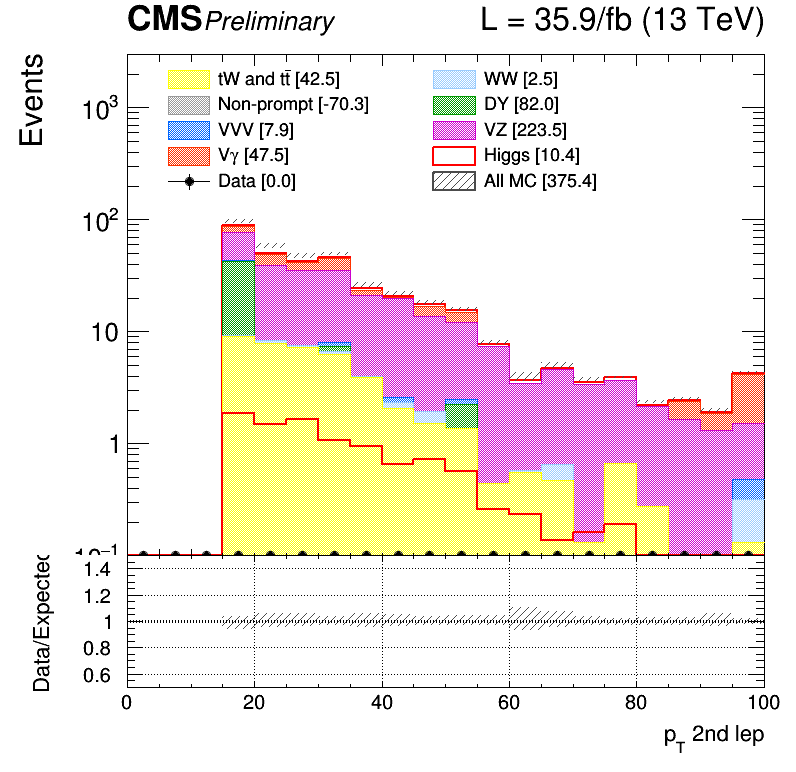 CMS Preliminary L = 35.9/fb (13 TeV)
Events
tW and tt̄ [42.5] WW [2.5]
Non-prompt [-70.3] DY [82.0]
VVV [7.9] VZ [223.5]
Vγ [47.5] Higgs [10.4]
Data [0.0] All MC [375.4]
10³
10²
10
1
10⁻¹
Data/Expected
1.4
1.2
1
0.8
0.6
0 20 40 60 80 100
p_T 2nd lep